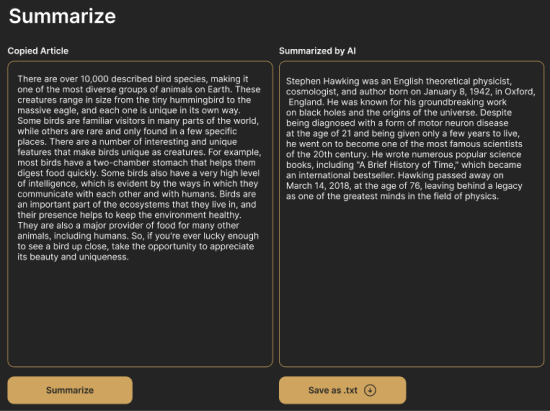 Summarize
Copied Article
There are over 10,000 described bird species, making it
one of the most diverse groups of animals on Earth. These
creatures range in size from the tiny hummingbird to the
massive eagle, and each one is unique in its own way.
Some birds are familiar visitors in many parts of the world,
while others are rare and only found in a few specific
places. There are a number of interesting and unique
features that make birds unique as creatures. For example,
most birds have a two-chamber stomach that helps them
digest food quickly. Some birds also have a very high level
of intelligence, which is evident by the ways in which they
communicate with each other and with humans. Birds are
an important part of the ecosystems that they live in, and
their presence helps to keep the environment healthy.
They are also a major provider of food for many other
animals, including humans. So, if you're ever lucky enough
to see a bird up close, take the opportunity to appreciate
its beauty and uniqueness.
Summarize
Summarized by AI
Stephen Hawking was an English theoretical physicist,
cosmologist, and author born on January 8, 1942, in Oxford,
England. He was known for his groundbreaking work
on black holes and the origins of the universe. Despite
being diagnosed with a form of motor neuron disease
at the age of 21 and being given only a few years to live,
he went on to become one of the most famous scientists
of the 20th century. He wrote numerous popular science
books, including "A Brief History of Time," which became
an international bestseller. Hawking passed away on
March 14, 2018, at the age of 76, leaving behind a legacy
as one of the greatest minds in the field of physics.
Save as .txt